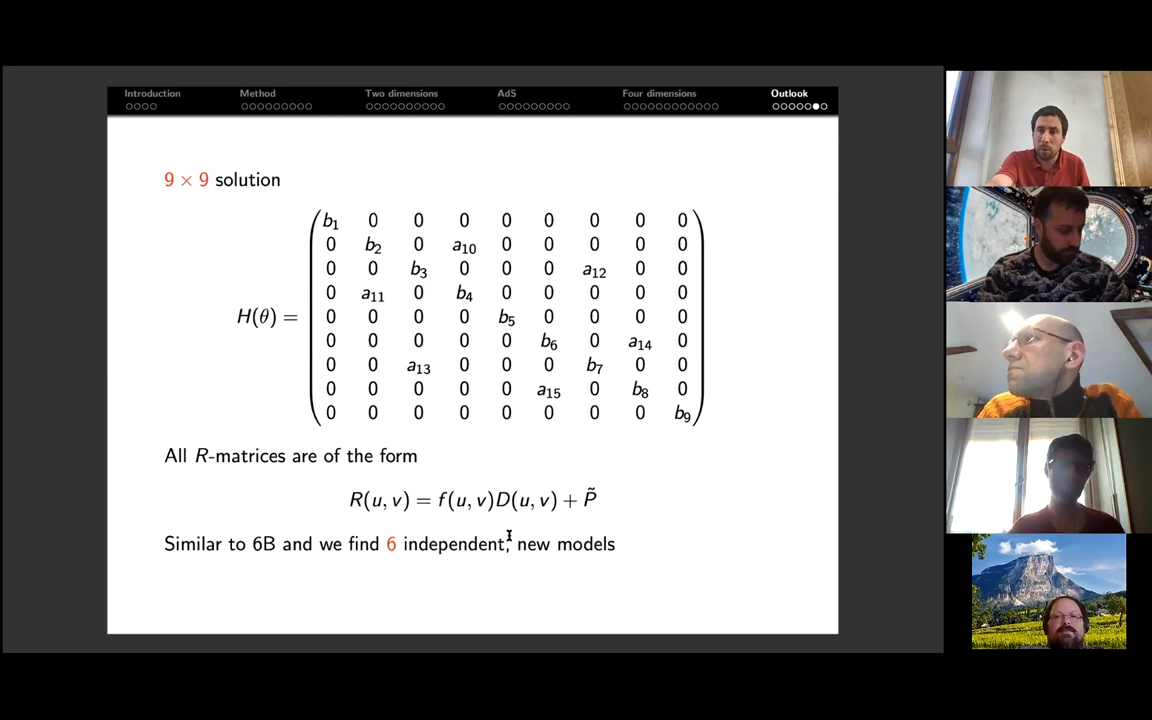 Introduction Method Two dimensions AdS Four dimensions Outlook
9 × 9 solution
b₁ 0 0 0 0 0 0 0 0
0 b₂ 0 a₁₀ 0 0 0 0 0
0 0 b₃ 0 0 0 a₁₂ 0 0
0 a₁₁ 0 b₄ 0 0 0 0 0
H(θ) = 0 0 0 0 b₅ 0 0 0 0
0 0 0 0 0 b₆ 0 a₁₄ 0
0 0 a₁₃ 0 0 0 b₇ 0 0
0 0 0 0 0 a₁₅ 0 b₈ 0
0 0 0 0 0 0 0 0 b₉
All R-matrices are of the form
R(u, v) = f(u, v)D(u, v) + P̃
Similar to 6B and we find 6 independent, new models